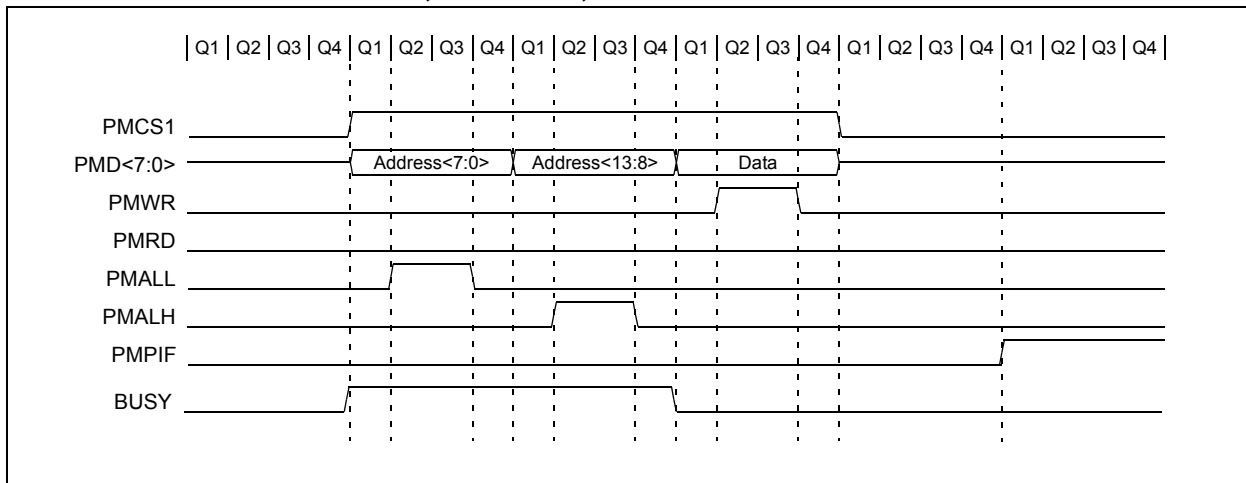 Q1 Q2 Q3 Q4 Q1 Q2 Q3 Q4 Q1 Q2 Q3 Q4 Q1 Q2 Q3 Q4 Q1 Q2 Q3 Q4 Q1 Q2 Q3 Q4
PMCS1
PMD<7:0> Address<7:0> Address<13:8> Data
PMWR
PMRD
PMALL
PMALH
PMPIF
BUSY